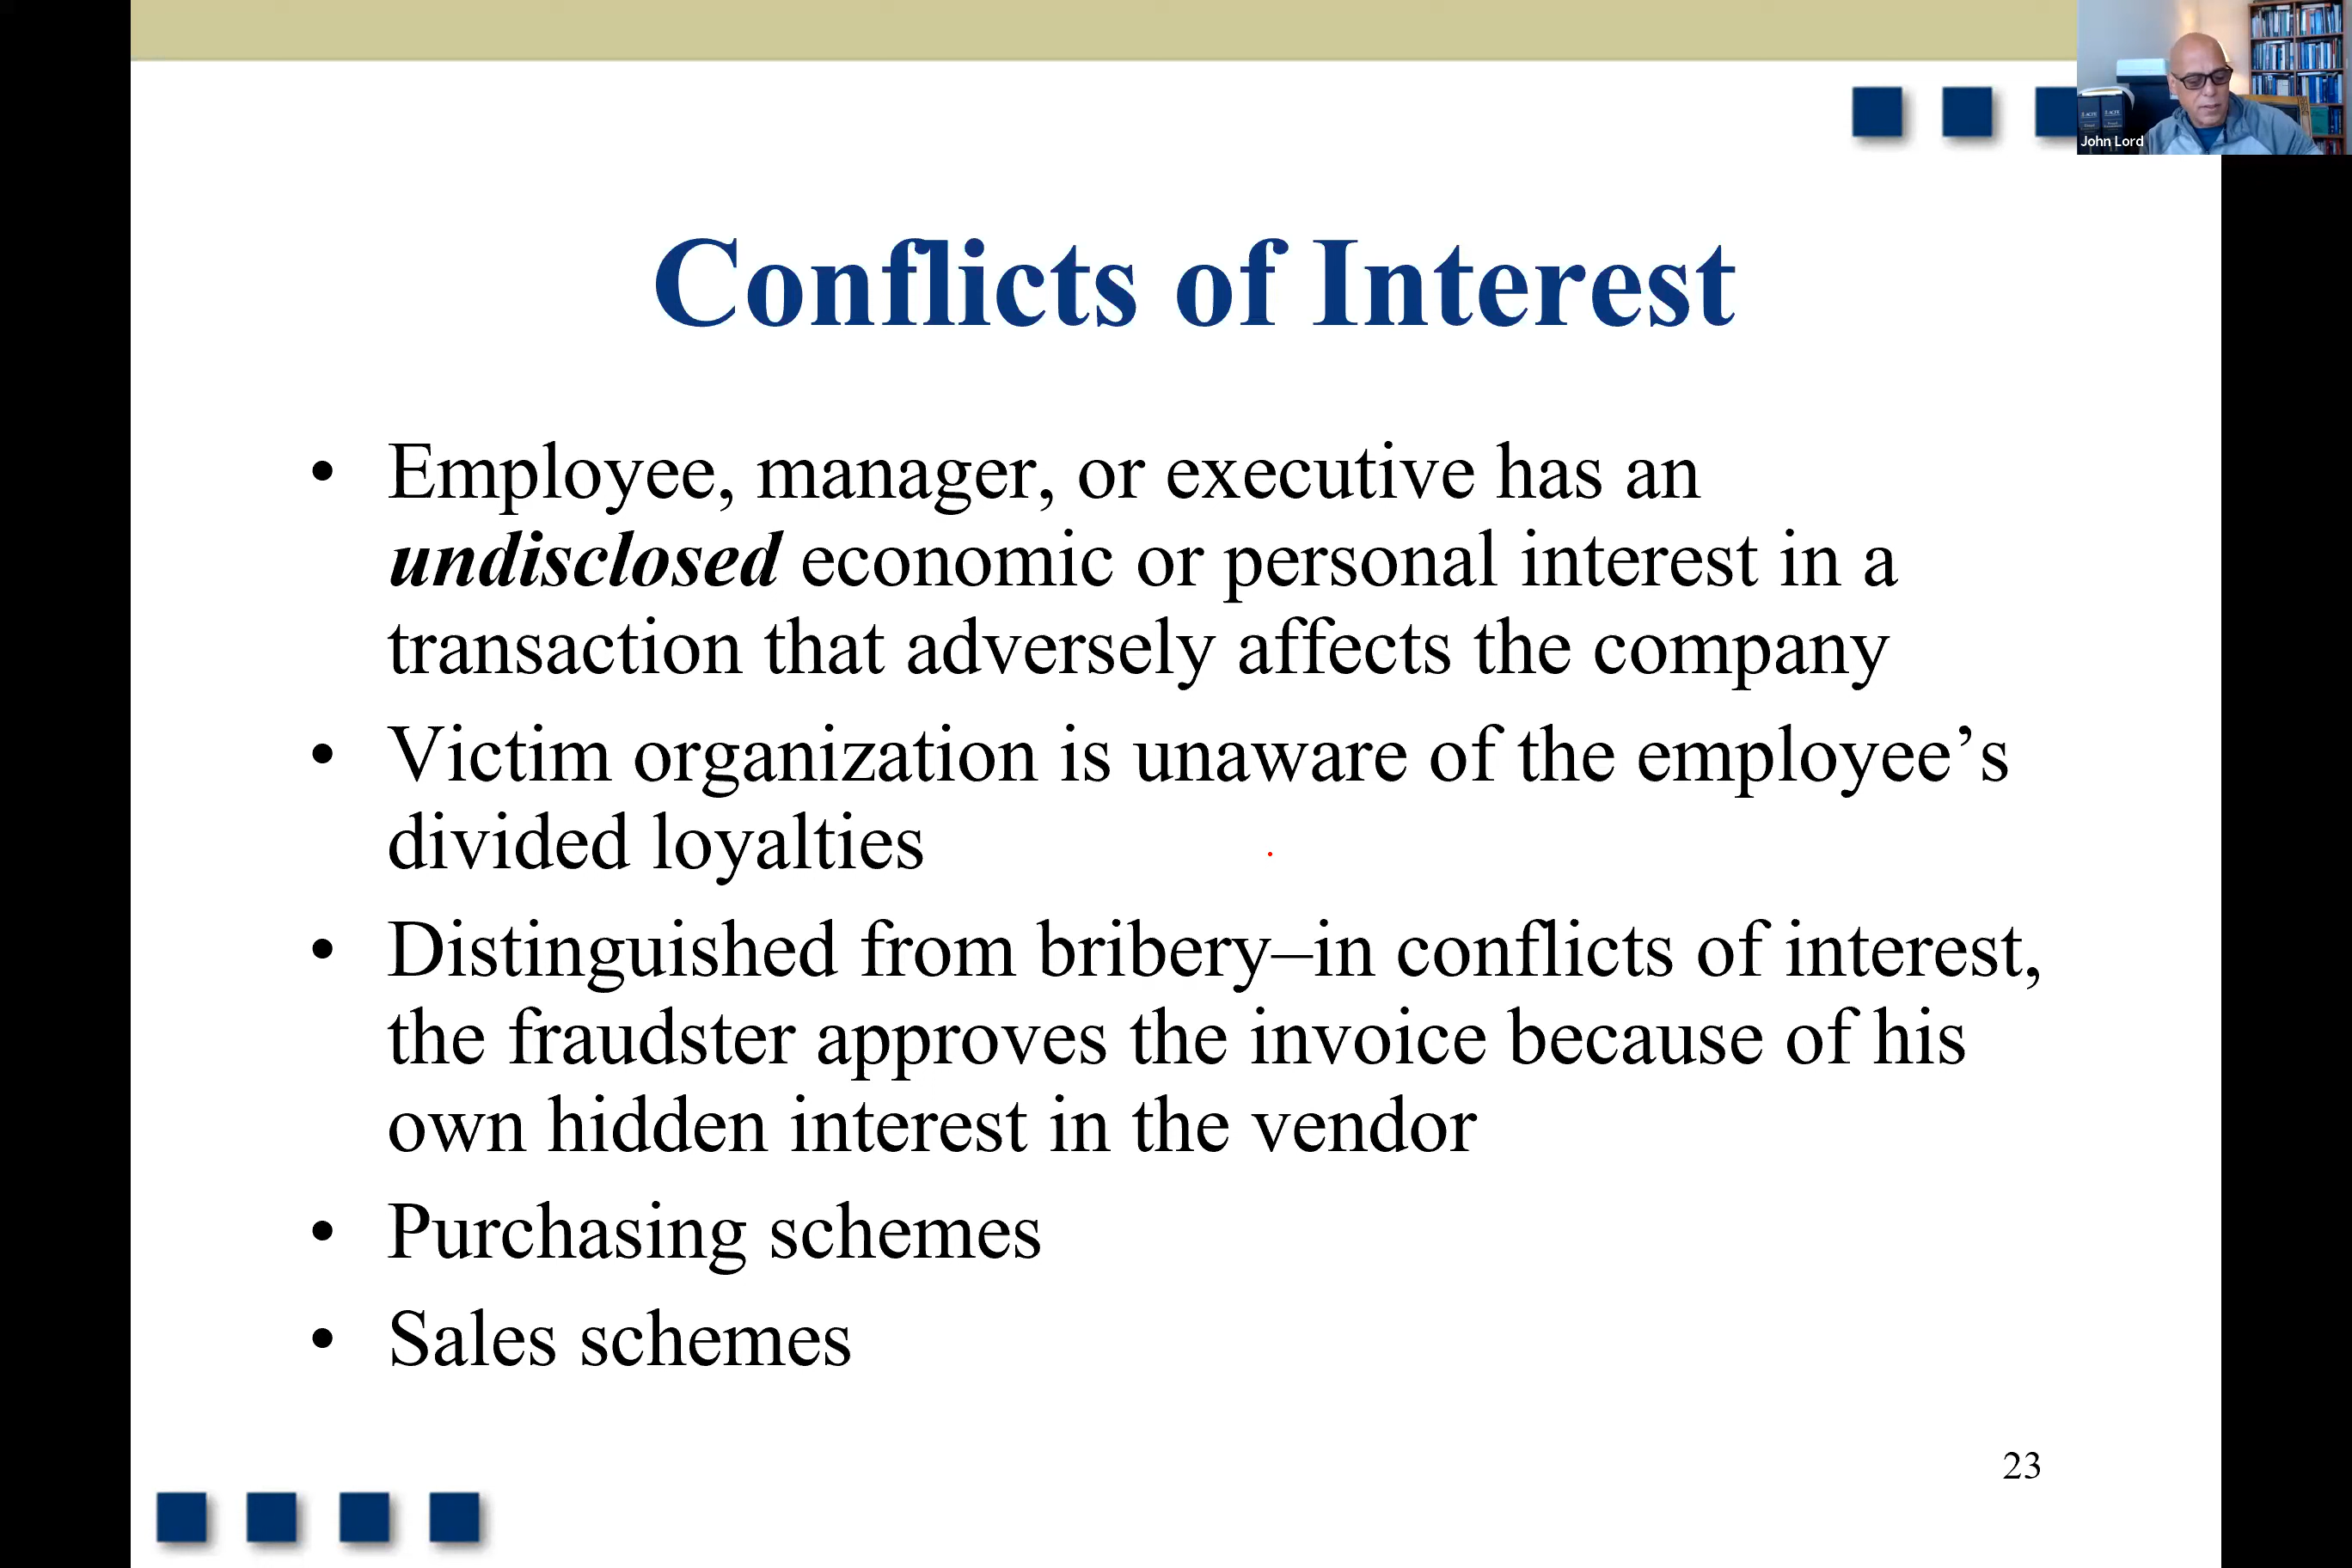 John Lord
Conflicts of Interest
• Employee, manager, or executive has an
undisclosed economic or personal interest in a
transaction that adversely affects the company
• Victim organization is unaware of the employee’s
divided loyalties
• Distinguished from bribery–in conflicts of interest,
the fraudster approves the invoice because of his
own hidden interest in the vendor
• Purchasing schemes
• Sales schemes
23